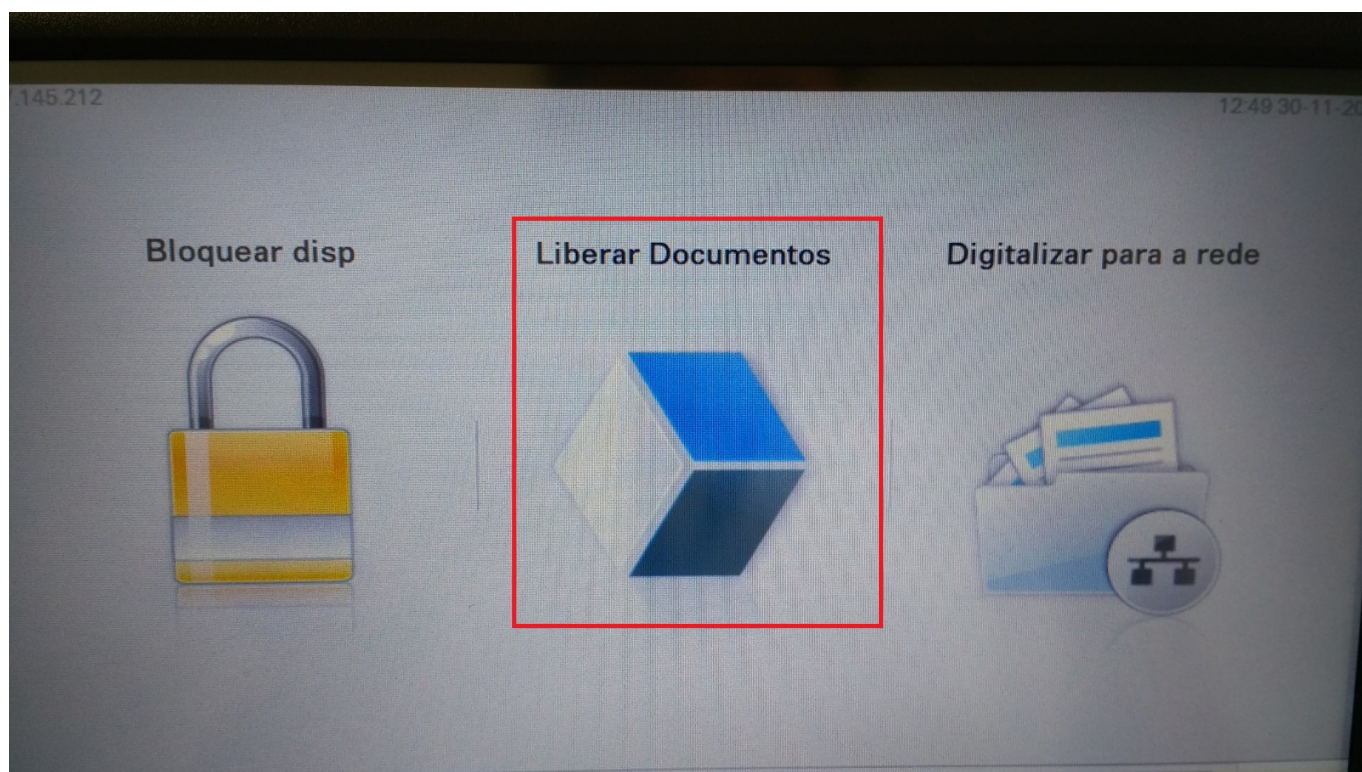 .145.212
12:49 30-11-20
Bloquear disp
Liberar Documentos
Digitalizar para a rede